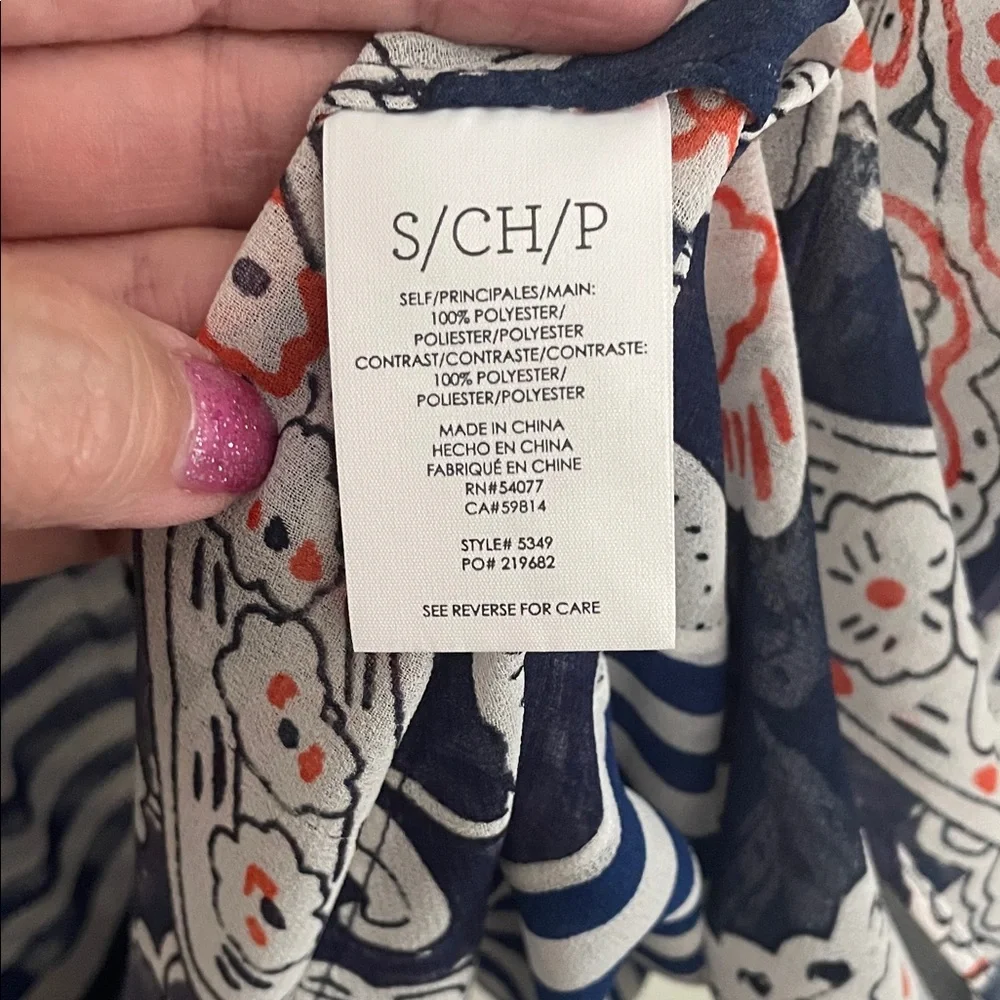 S/CH/P
SELF/PRINCIPALES/MAIN:
100% POLYESTER/
POLIESTER/POLYESTER
CONTRAST/CONTRASTE/CONTRASTE:
100% POLYESTER/
POLIESTER/POLYESTER
MADE IN CHINA
HECHO EN CHINA
FABRIQUÉ EN CHINE
RN#54077
CA#59814
STYLE# 5349
PO# 219682
SEE REVERSE FOR CARE